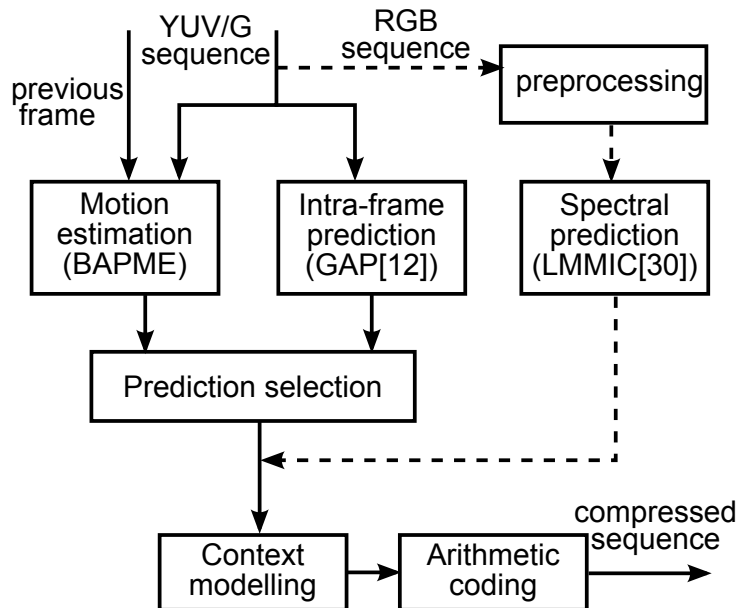 YUV/G
sequence
RGB
sequence
previous
frame
preprocessing
Motion
estimation
(BAPME)
Intra-frame
prediction
(GAP[12])
Spectral
prediction
(LMMIC[30])
Prediction selection
compressed
sequence
Context
modelling
Arithmetic
coding